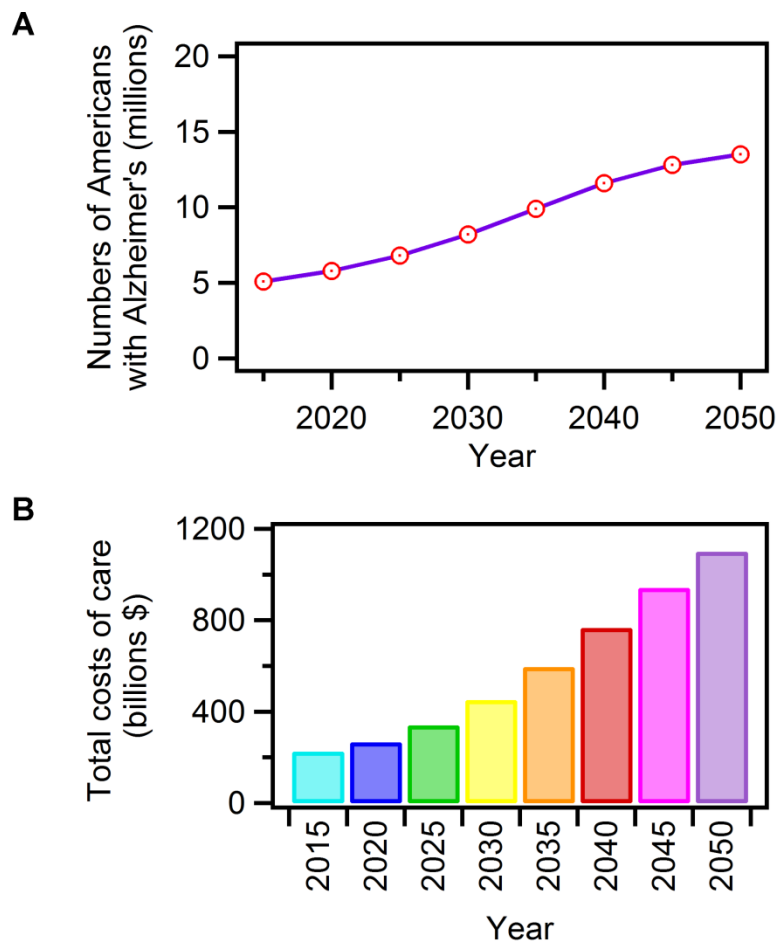 A
Numbers of Americans
with Alzheimer's (millions)
20
15
10
5
0
2020
2030
2040
2050
Year
B
Total costs of care
(billions $)
1200
800
400
0
2015
2020
2025
2030
2035
2040
2045
2050
Year